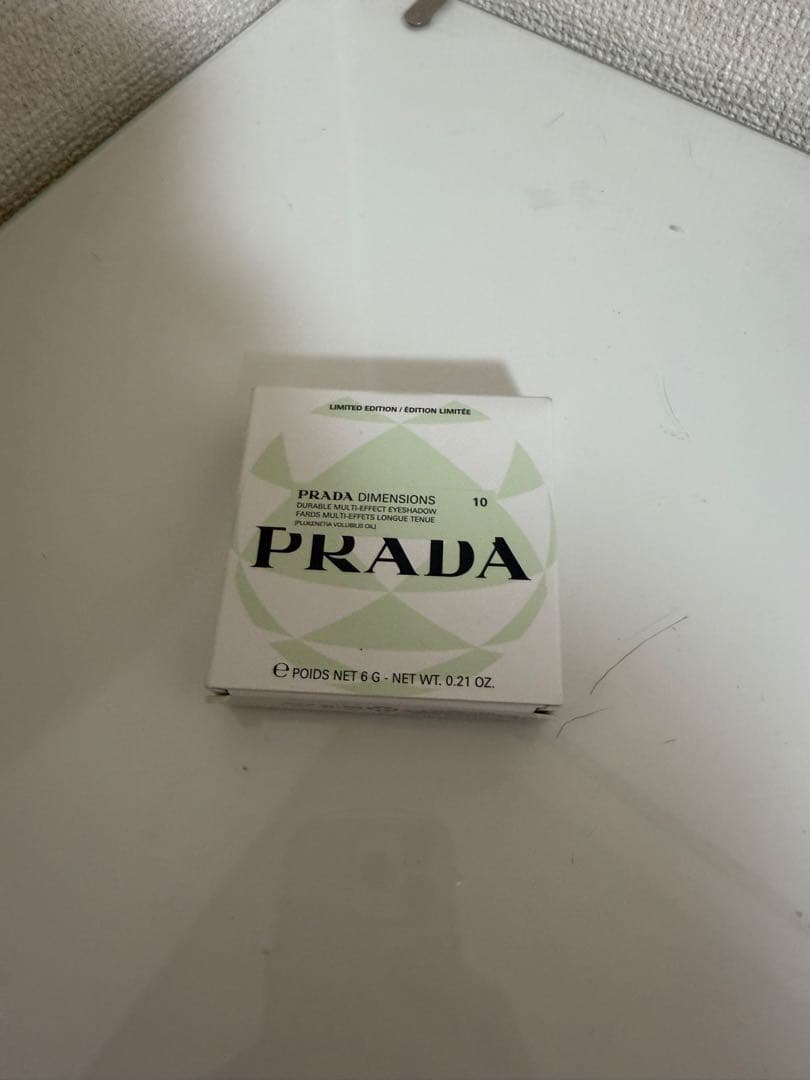 LIMITED EDITION / ÉDITION LIMITÉE
PRADA DIMENSIONS 10
DURABLE MULTI-EFFECT EYESHADOW
FARDS MULTI-EFFETS LONGUE TENUE
(PLUKENETIA VOLUBILIS OIL)
PRADA
℮ POIDS NET 6 G - NET WT. 0.21 OZ.